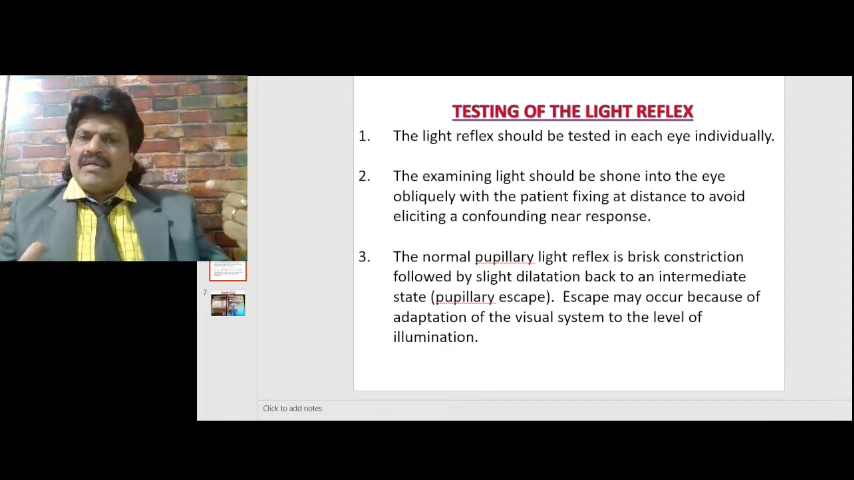 TESTING OF THE LIGHT REFLEX
1. The light reflex should be tested in each eye individually.
2. The examining light should be shone into the eye
obliquely with the patient fixing at distance to avoid
eliciting a confounding near response.
3. The normal pupillary light reflex is brisk constriction
followed by slight dilatation back to an intermediate
state (pupillary escape). Escape may occur because of
adaptation of the visual system to the level of
illumination.
7
Click to add notes